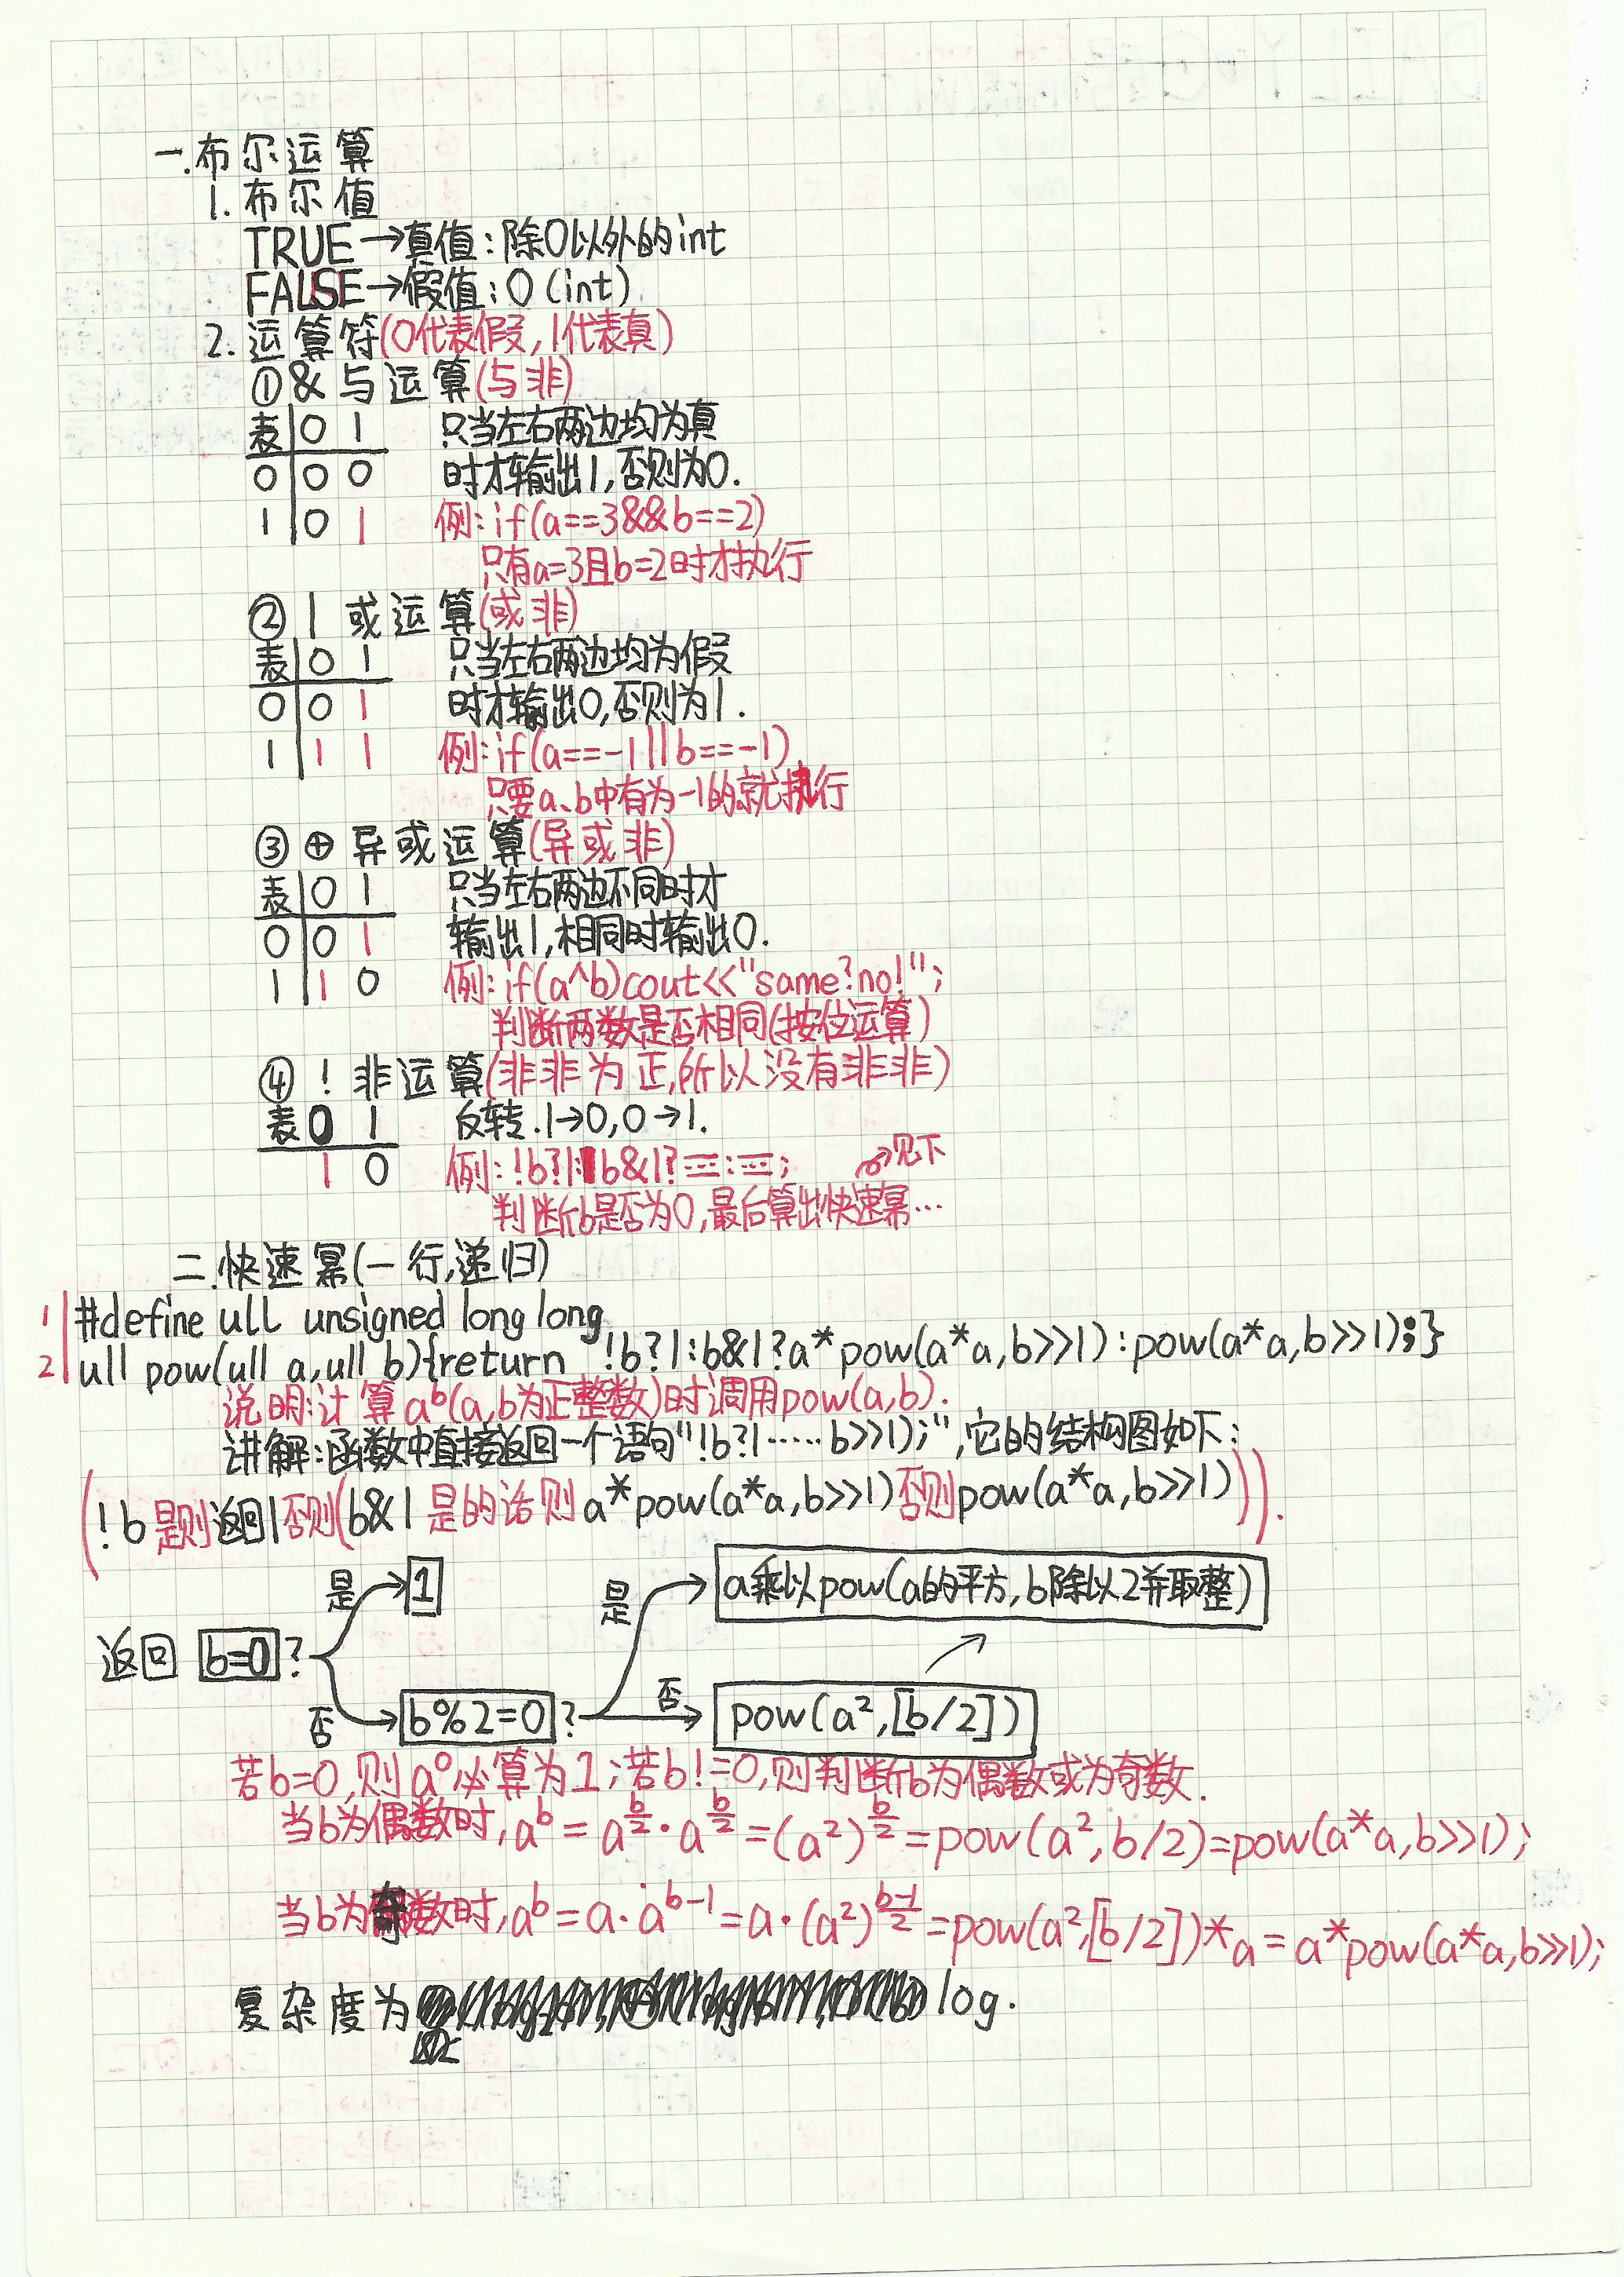 一.布尔运算
1.布尔值
TRUE→真值:除0以外的int
FALSE→假值:0(int)
2.运算符(0代表假,1代表真)
①&与运算(与非)
表|0 1 只当左右两边均为真
0|0 0 时才输出1,否则为0.
1|0 1 例:if(a==3&&b==2)
只有a=3且b=2时才执行
②|或运算(或非)
表|0 1 只当左右两边均为假
0|0 1 时才输出0,否则为1.
1|1 1 例:if(a==-1||b==-1)
只要a、b中有为-1的就执行
③⊕异或运算(异或非)
表|0 1 只当左右两边不同时才
0|0 1 输出1,相同时输出0.
1|1 0 例:if(a^b)cout<<"same?no!";
判断两数是否相同(按位运算)
④!非运算(非非为正,所以没有非非)
表 0 1 反转.1→0,0→1.
1 0 例:!b?1:b&1?==:==; →见下
判断b是否为0,最后算出快速幂…
二.快速幂(一行,递归)
1 #define ull unsigned long long
2 ull pow(ull a,ull b){return !b?1:b&1?a*pow(a*a,b>>1):pow(a*a,b>>1);}
说明:计算aᵇ(a,b为正整数)时调用pow(a,b).
讲解:函数中直接返回一个语句"!b?1……b>>1);",它的结构图如下:
(!b是则返回1否则(b&1是的话则a*pow(a*a,b>>1)否则pow(a*a,b>>1))).
是→1 是→a乘以pow(a的平方,b除以2并取整)
返回 b=0?
否→b%2=0? 否→pow(a²,[b/2])
若b=0,则a⁰必算为1;若b!=0,则判断b为偶数或为奇数.
当b为偶数时,a^b=a^(b/2)·a^(b/2)=(a²)^(b/2)=pow(a²,b/2)=pow(a*a,b>>1);
当b为奇数时,a^b=a·a^(b-1)=a·(a²)^((b-1)/2)=pow(a²,[b/2])*a=a*pow(a*a,b>>1);
复杂度为 log.